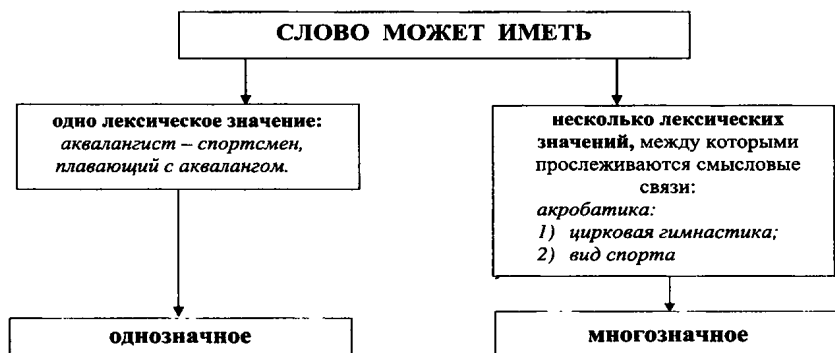 СЛОВО МОЖЕТ ИМЕТЬ
одно лексическое значение:
аквалангист – спортсмен,
плавающий с аквалангом.
несколько лексических
значений, между которыми
прослеживаются смысловые
связи:
акробатика:
1) цирковая гимнастика;
2) вид спорта
однозначное
многозначное